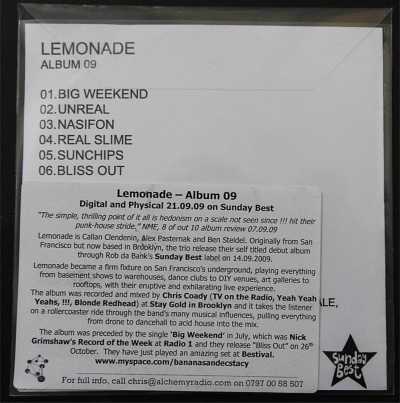 LEMONADE
ALBUM 09
01.BIG WEEKEND
02.UNREAL
03.NASIFON
04.REAL SLIME
05.SUNCHIPS
06.BLISS OUT
Lemonade – Album 09
Digital and Physical 21.09.09 on Sunday Best
"The simple, thrilling point of it all is hedonism on a scale not seen since !!! hit their
punk-house stride," NME, 8 of out 10 album review 07.09.09
Lemonade is Callan Clendenin, Alex Pasternak and Ben Steidel. Originally from San
Francisco but now based in Brooklyn, the trio release their self titled debut album
through Rob da Bank's Sunday Best label on 14.09.2009.
Lemonade became a firm fixture on San Francisco's underground, playing everything
from basement shows to warehouses, dance clubs to DIY venues, art galleries to
rooftops, with their eruptive and exhilarating live experience.
The album was recorded and mixed by Chris Coady (TV on the Radio, Yeah Yeah
Yeahs, !!!, Blonde Redhead) at Stay Gold in Brooklyn and it takes the listener
on a rollercoaster ride through the band's many musical influences, pulling everything
from drone to dancehall to acid house into the mix.
The album was preceded by the single 'Big Weekend' in July, which was Nick
Grimshaw's Record of the Week at Radio 1 and they release "Bliss Out" on 26th
October. They have just played an amazing set at Bestival.
www.myspace.com/bananasandecstacy
For full info, call chris@alchemyradio.com on 0797 00 58 507
ALE,
Sunday
Best